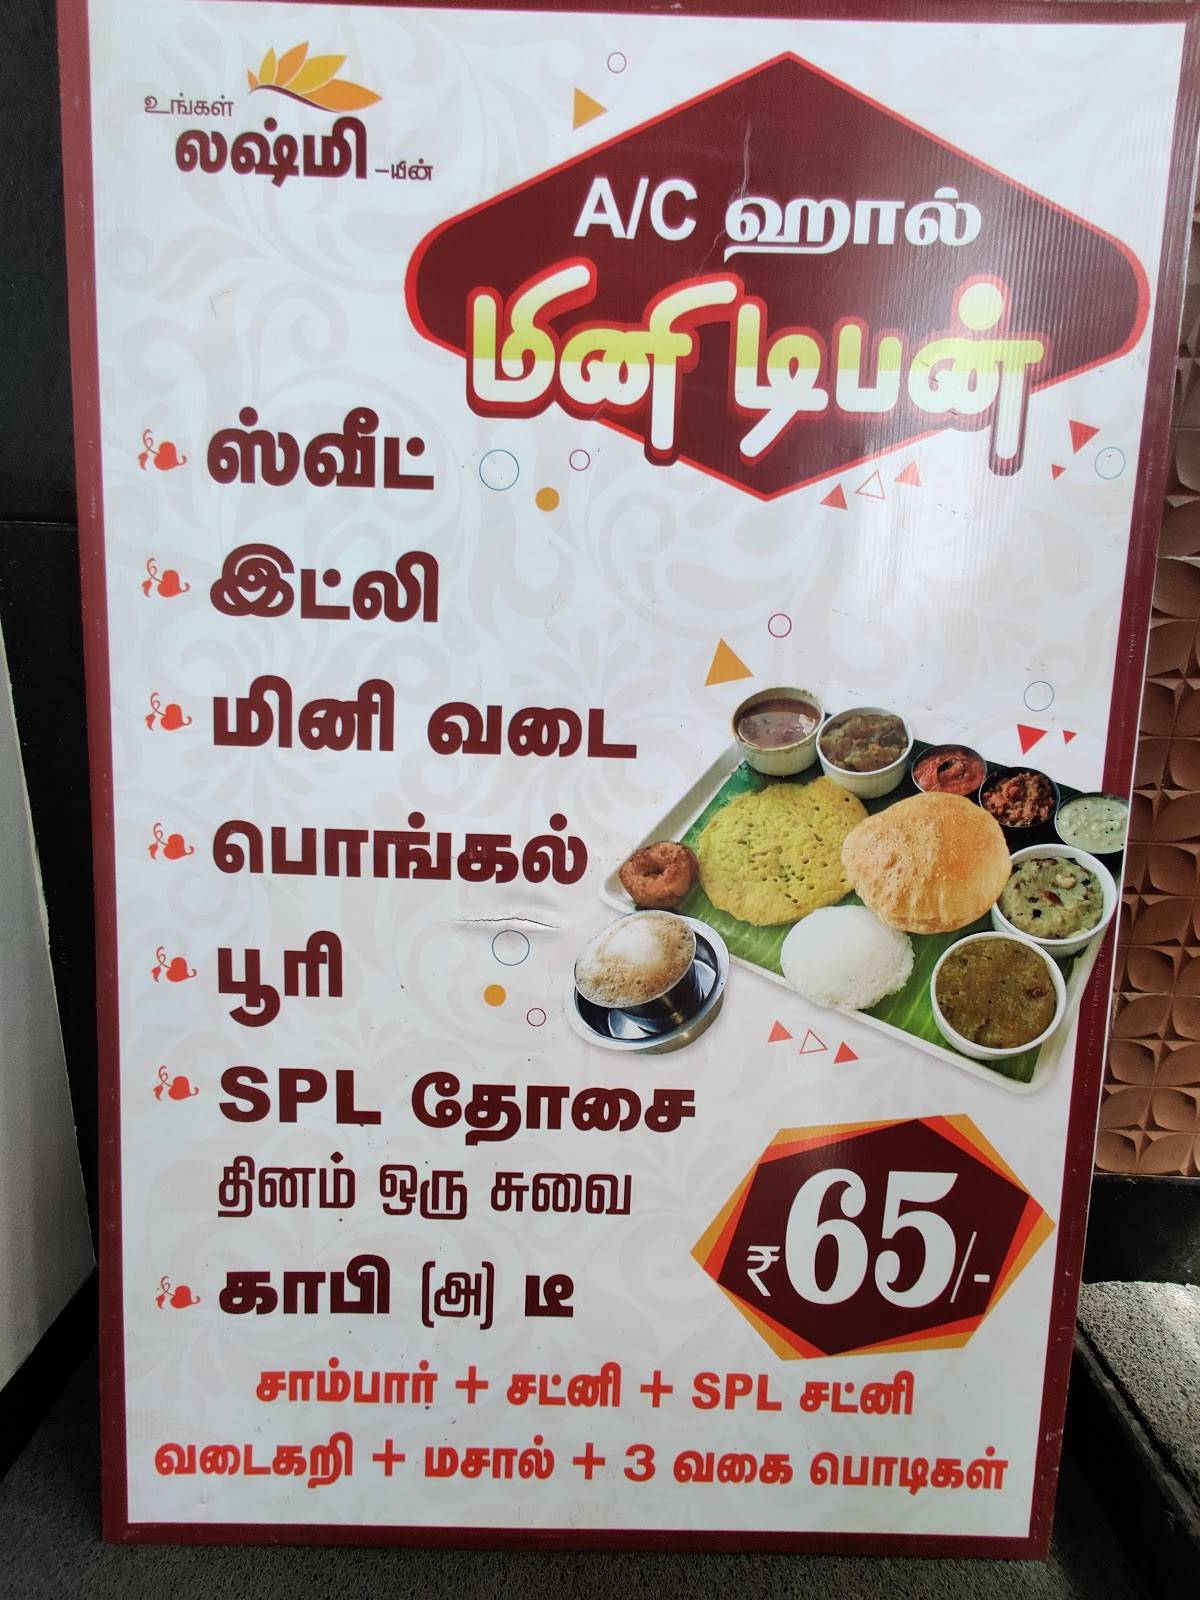 உங்கள்
லஷ்மி -யின்
A/C ஹால்
மினி டிபன்
ஸ்வீட்
இட்லி
மினி வடை
பொங்கல்
பூரி
SPL தோசை
தினம் ஒரு சுவை
காபி (அ) டீ
₹65/-
சாம்பார் + சட்னி + SPL சட்னி
வடைகறி + மசால் + 3 வகை பொடிகள்